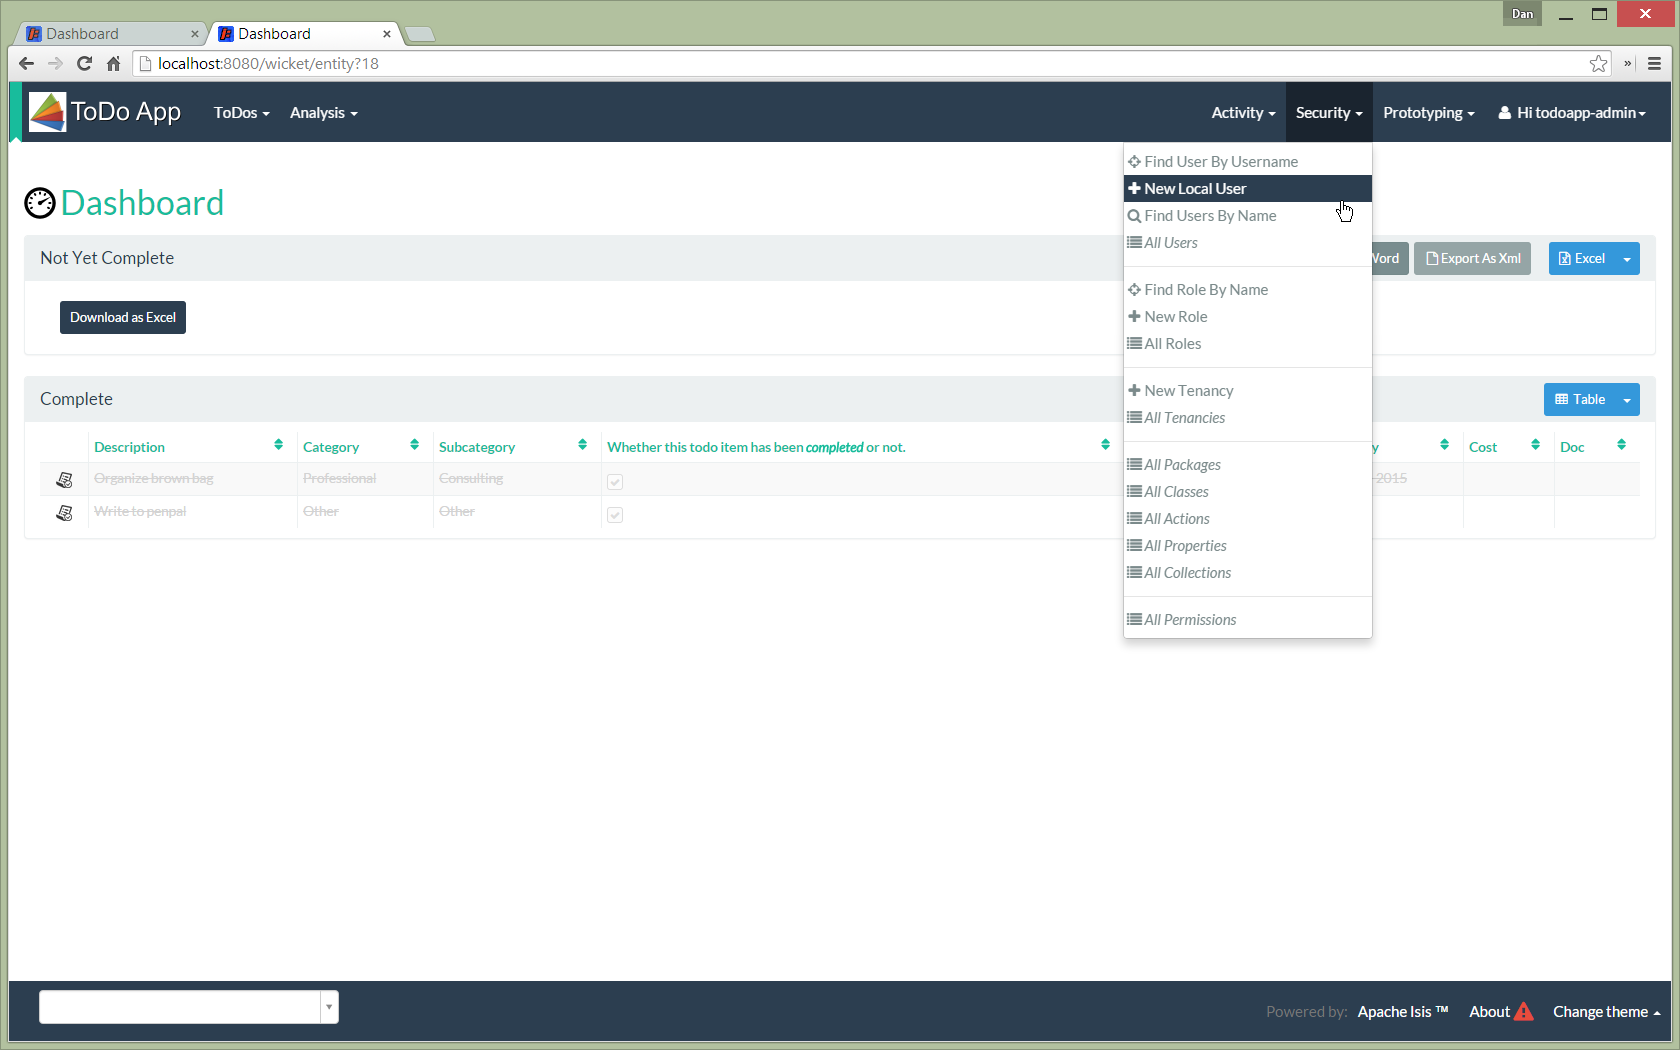 Dan
Dashboard
Dashboard
localhost:8080/wicket/entity?18
ToDo App
ToDos
Analysis
Activity
Security
Prototyping
Hi todoapp-admin
Find User By Username
New Local User
Find Users By Name
All Users
Find Role By Name
New Role
All Roles
New Tenancy
All Tenancies
All Packages
All Classes
All Actions
All Properties
All Collections
All Permissions
Dashboard
Not Yet Complete
Export As Xml
Excel
Download as Excel
Complete
Table
Description Category Subcategory Whether this todo item has been completed or not. Cost Doc
Organize brown bag Professional Consulting 2015
Write to penpal Other Other
Powered by: Apache Isis ™ About Change theme